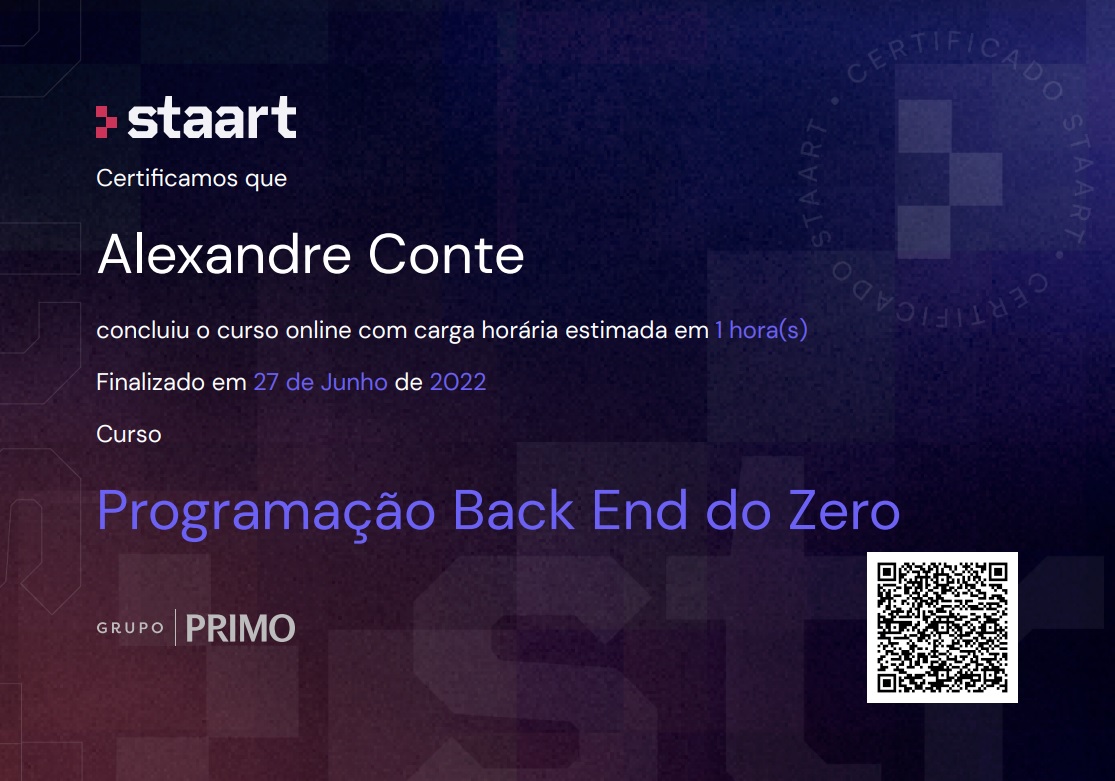 staart
Certificamos que
Alexandre Conte
concluiu o curso online com carga horária estimada em 1 hora(s)
Finalizado em 27 de Junho de 2022
Curso
Programação Back End do Zero
GRUPO | PRIMO
• CERTIFICADO STAART • CERTIFICADO STAART
st